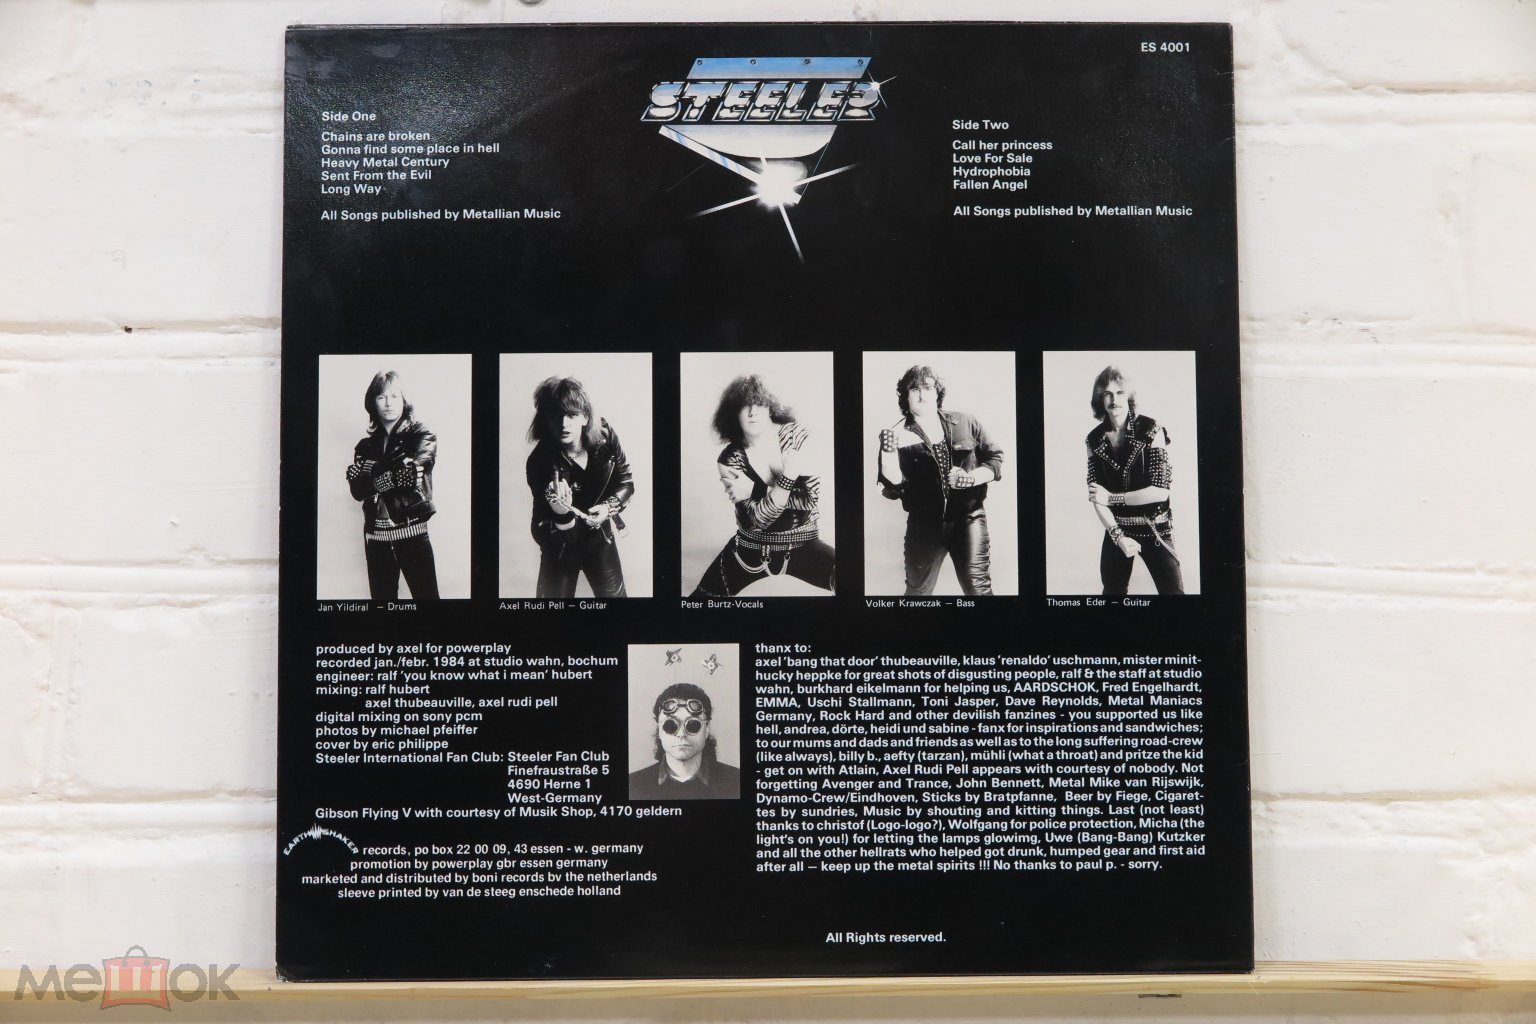 ES 4001
STEELER
Side One
Chains are broken
Gonna find some place in hell
Heavy Metal Century
Sent From the Evil
Long Way
All Songs published by Metallian Music
Side Two
Call her princess
Love For Sale
Hydrophobia
Fallen Angel
All Songs published by Metallian Music
Jan Yildiral – Drums
Axel Rudi Pell – Guitar
Peter Burtz-Vocals
Volker Krawczak – Bass
Thomas Eder – Guitar
produced by axel for powerplay
recorded jan./febr. 1984 at studio wahn, bochum
engineer: ralf 'you know what i mean' hubert
mixing: ralf hubert
axel thubeauville, axel rudi pell
digital mixing on sony pcm
photos by michael pfeiffer
cover by eric philippe
Steeler International Fan Club: Steeler Fan Club
Finefraustraße 5
4690 Herne 1
West-Germany
Gibson Flying V with courtesy of Musik Shop, 4170 geldern
EARTHSHAKER
records, po box 22 00 09, 43 essen - w. germany
promotion by powerplay gbr essen germany
marketed and distributed by boni records bv the netherlands
sleeve printed by van de steeg enschede holland
thanx to:
axel 'bang that door' thubeauville, klaus 'renaldo' uschmann, mister minit-
hucky heppke for great shots of disgusting people, ralf & the staff at studio
wahn, burkhard eikelmann for helping us, AARDSCHOK, Fred Engelhardt,
EMMA, Uschi Stallmann, Toni Jasper, Dave Reynolds, Metal Maniacs
Germany, Rock Hard and other devilish fanzines - you supported us like
hell, andrea, dörte, heidi und sabine - fanx for inspirations and sandwiches;
to our mums and dads and friends as well as to the long suffering road-crew
(like always), billy b., aefty (tarzan), mühli (what a throat) and pritze the kid
- get on with Atlain, Axel Rudi Pell appears with courtesy of nobody. Not
forgetting Avenger and Trance, John Bennett, Metal Mike van Rijswijk,
Dynamo-Crew/Eindhoven, Sticks by Bratpfanne, Beer by Fiege, Cigaret-
tes by sundries, Music by shouting and kitting things. Last (not least)
thanks to christof (Logo-logo?), Wolfgang for police protection, Micha (the
light's on you!) for letting the lamps glowimg, Uwe (Bang-Bang) Kutzker
and all the other hellrats who helped got drunk, humped gear and first aid
after all – keep up the metal spirits !!! No thanks to paul p. - sorry.
All Rights reserved.
мешок